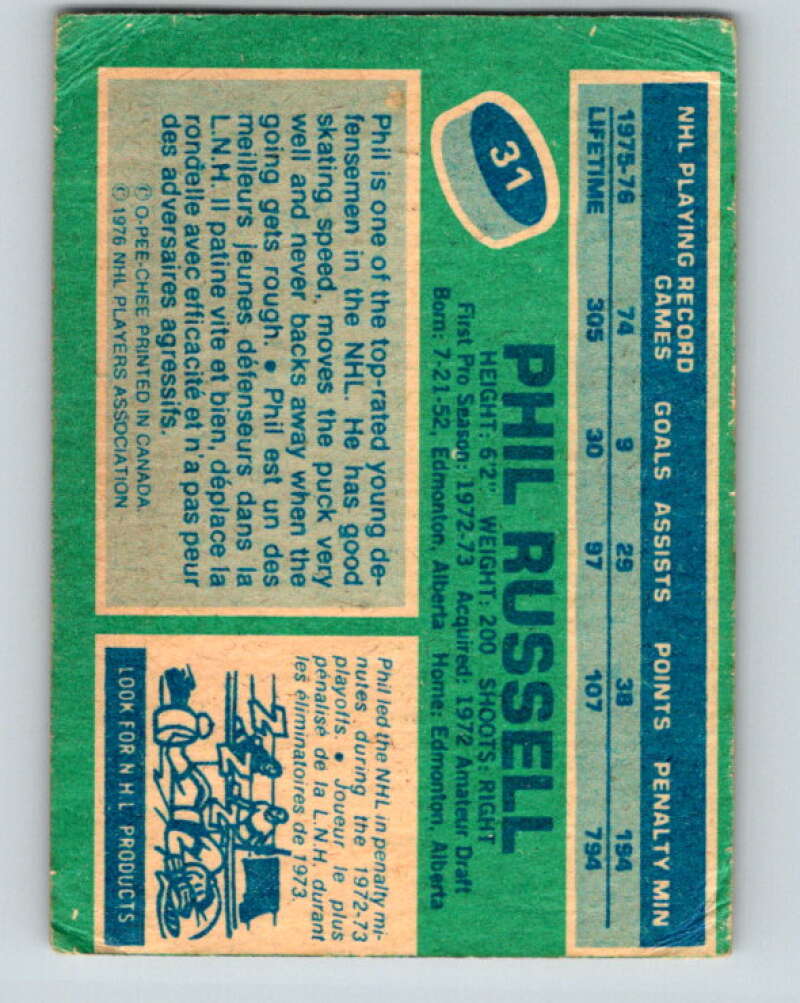 31
NHL PLAYING RECORD
GAMES GOALS ASSISTS POINTS PENALTY MIN
1975-76 74 9 29 38 194
LIFETIME 305 30 97 107 794
PHIL RUSSELL
HEIGHT: 6'2" WEIGHT: 200 SHOOTS: RIGHT
First Pro Season: 1972-73 Acquired: 1972 Amateur Draft
Born: 7-21-52, Edmonton, Alberta Home: Edmonton, Alberta
Phil is one of the top-rated young de-
fensemen in the NHL. He has good
skating speed, moves the puck very
well and never backs away when the
going gets rough. • Phil est un des
meilleurs jeunes défenseurs dans la
L.N.H. Il patine vite et bien, déplace la
rondelle avec efficacité et n'a pas peur
des adversaires agressifs.
© O-PEE-CHEE PRINTED IN CANADA
© 1976 NHL PLAYERS ASSOCIATION
Phil led the NHL in penalty mi-
nutes during the 1972-73
playoffs. • Joueur le plus
pénalisé de la L.N.H. durant
les éliminatoires de 1973.
Z
Z
Z
LOOK FOR NHL PRODUCTS